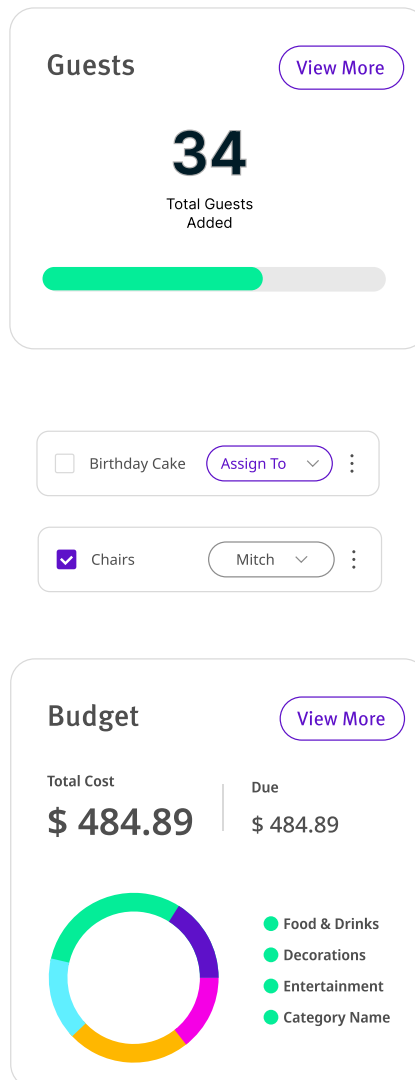 Guests
View More
34
Total Guests
Added
Birthday Cake
Assign To
Chairs
Mitch
Budget
View More
Total Cost
Due
$ 484.89
$ 484.89
Food & Drinks
Decorations
Entertainment
Category Name